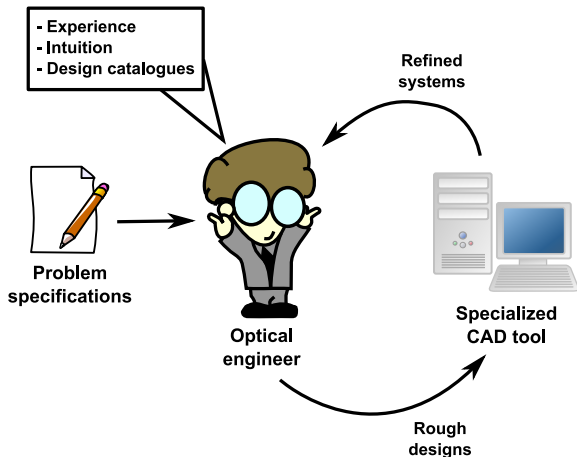 - Experience
- Intuition
- Design catalogues
Refined
systems
Problem
specifications
Optical
engineer
Specialized
CAD tool
Rough
designs